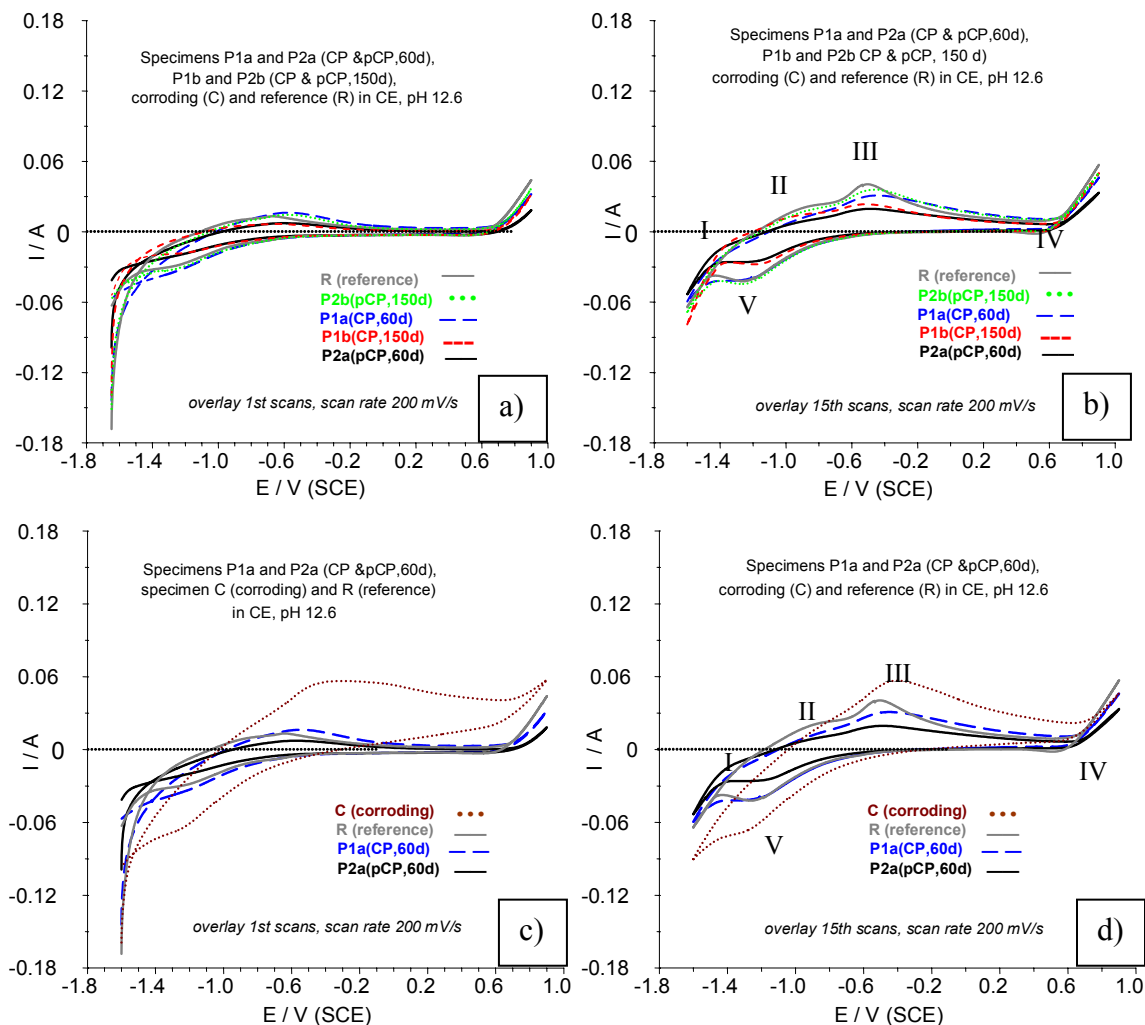 0.18
0.12
0.06
0
-0.06
-0.12
-0.18
I / A
Specimens P1a and P2a (CP &pCP,60d),
P1b and P2b (CP & pCP,150d),
corroding (C) and reference (R) in CE, pH 12.6
R (reference)
P2b(pCP,150d)
P1a(CP,60d)
P1b(CP,150d)
P2a(pCP,60d)
overlay 1st scans, scan rate 200 mV/s
a)
-1.8 -1.4 -1.0 -0.6 -0.2 0.2 0.6 1.0
E / V (SCE)
0.18
0.12
0.06
0
-0.06
-0.12
-0.18
I / A
Specimens P1a and P2a (CP & pCP,60d),
P1b and P2b CP & pCP, 150 d)
corroding (C) and reference (R) in CE, pH 12.6
III
II
I
IV
V
R (reference)
P2b(pCP,150d)
P1a(CP,60d)
P1b(CP,150d)
P2a(pCP,60d)
overlay 15th scans, scan rate 200 mV/s
b)
-1.8 -1.4 -1.0 -0.6 -0.2 0.2 0.6 1.0
E / V (SCE)
0.18
0.12
0.06
0
-0.06
-0.12
-0.18
I / A
Specimens P1a and P2a (CP &pCP,60d),
specimen C (corroding) and R (reference)
in CE, pH 12.6
C (corroding)
R (reference)
P1a(CP,60d)
P2a(pCP,60d)
overlay 1st scans, scan rate 200 mV/s
c)
-1.8 -1.4 -1.0 -0.6 -0.2 0.2 0.6 1.0
E / V (SCE)
0.18
0.12
0.06
0
-0.06
-0.12
-0.18
I / A
Specimens P1a and P2a (CP &pCP,60d),
corroding (C) and reference (R) in CE, pH 12.6
III
II
I
IV
V
C (corroding)
R (reference)
P1a(CP,60d)
P2a(pCP,60d)
overlay 15th scans, scan rate 200 mV/s
d)
-1.8 -1.4 -1.0 -0.6 -0.2 0.2 0.6 1.0
E / V (SCE)